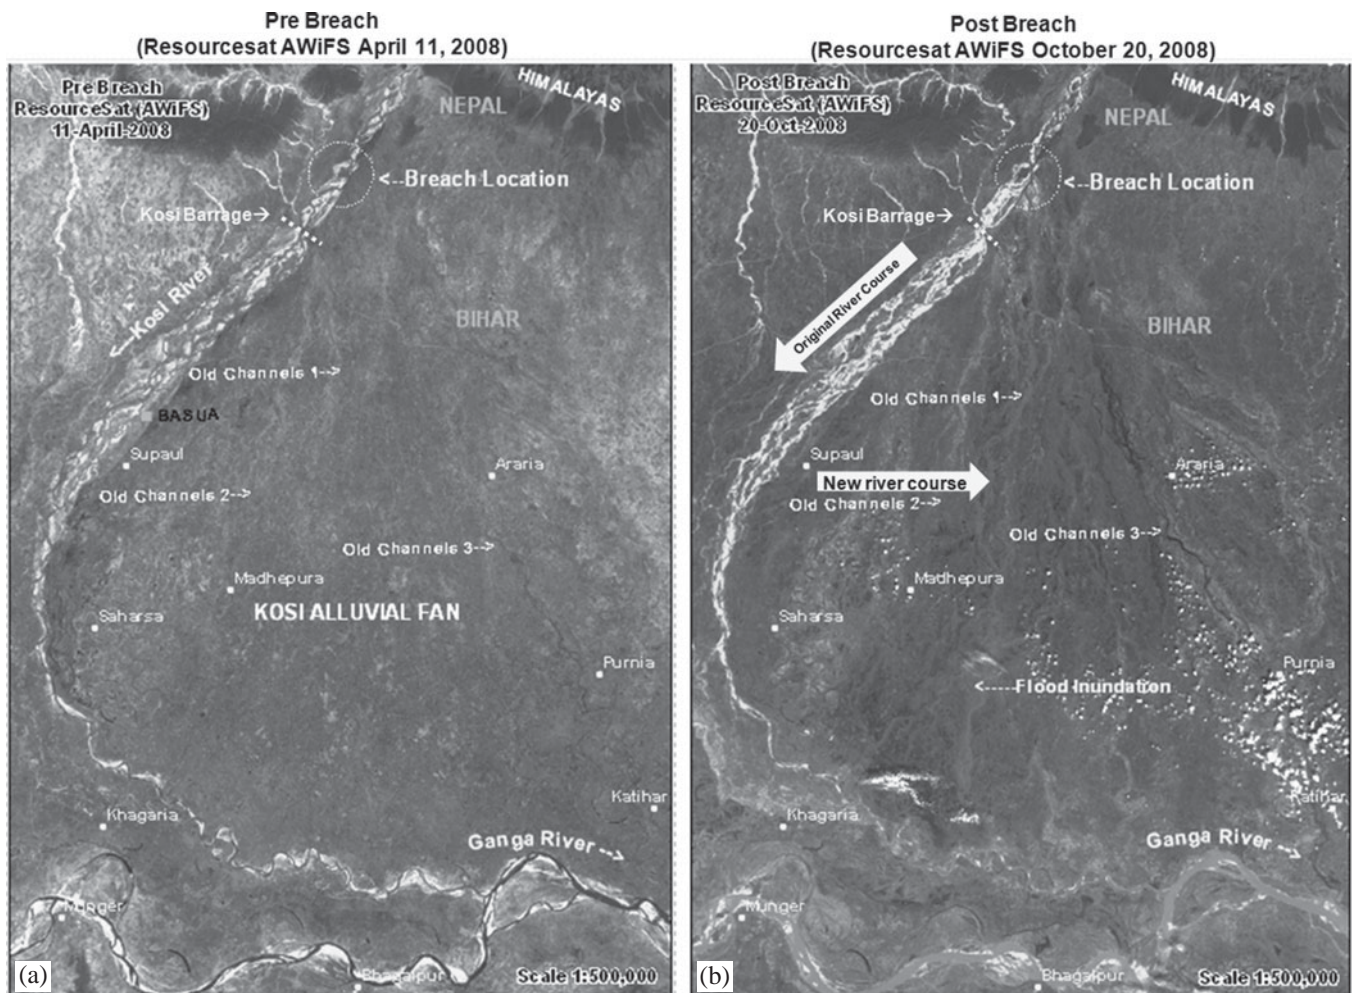 Pre Breach
(Resourcesat AWiFS April 11, 2008)
Pre Breach
ResourceSat (AWiFS)
11-April-2008
HIMALAYAS
NEPAL
<--Breach Location
Kosi Barrage→
Kosi River
BIHAR
Old Channels 1-->
BASUA
Supaul
Araria
Old Channels 2-->
Old Channels 3-->
Madhepura
KOSI ALLUVIAL FAN
Saharsa
Purnia
Katihar
Khagaria
Ganga River -->
Munger
Bhagalpur
(a)
Scale 1:500,000
Post Breach
(Resourcesat AWiFS October 20, 2008)
Post Breach
ResourceSat (AWiFS)
20-Oct-2008
HIMALAYAS
NEPAL
<--Breach Location
Kosi Barrage→
Original River Course
BIHAR
Old Channels 1-->
Supaul
Araria
New river course
Old Channels 2-->
Old Channels 3-->
Madhepura
Saharsa
Purnia
<----Flood Inundation
Katihar
Khagaria
Ganga River -->
Munger
Bhagalpur
(b)
Scale 1:500,000